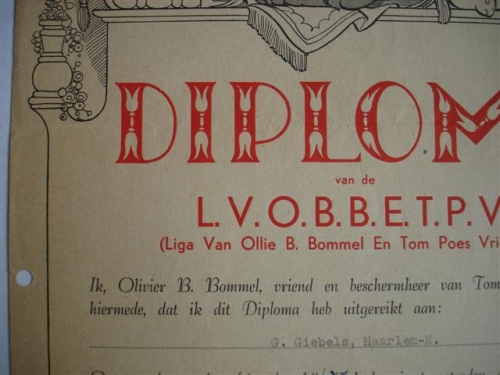 DIPLOM
van de
L.V.O.B.B.E.T.P.V
(Liga Van Ollie B. Bommel En Tom Poes Vrie
Ik, Olivier B. Bommel, vriend en beschermheer van Tom
hiermede, dat ik dit Diploma heb uitgereikt aan:
G. Giebels, Haarlem-N.